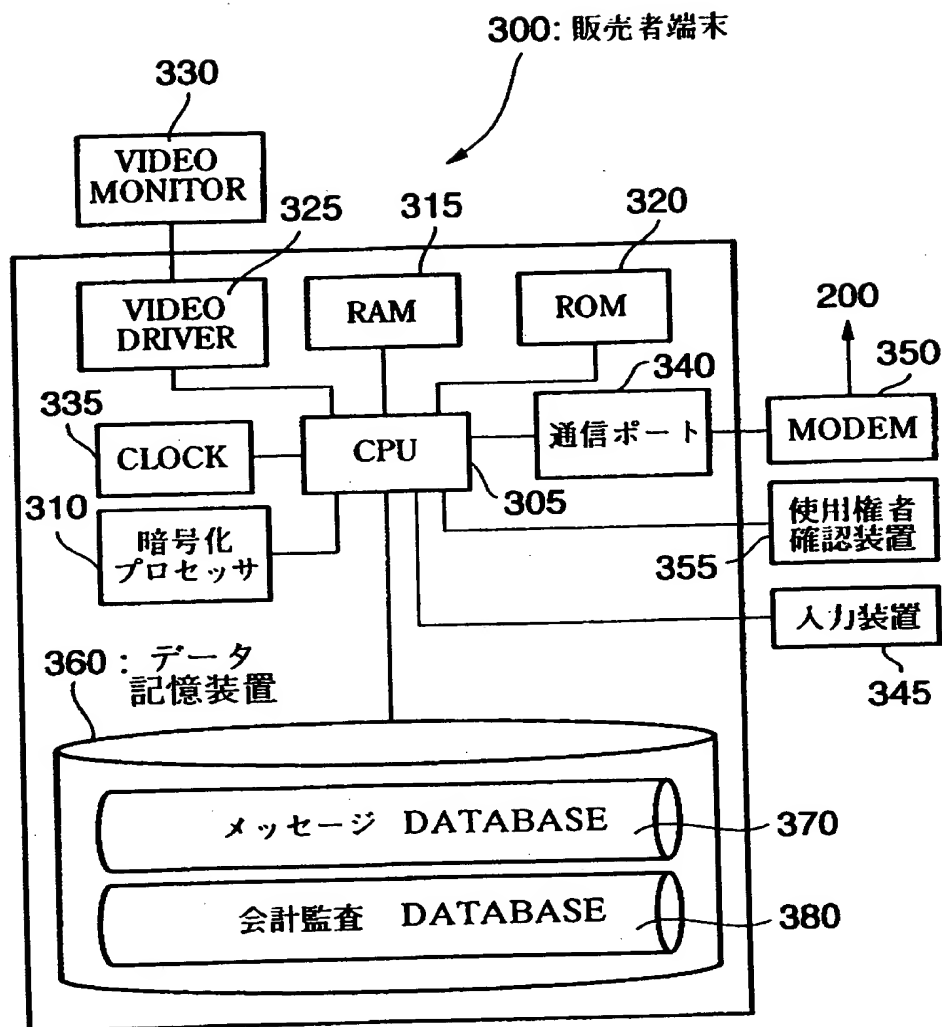 300: 販売者端末
330
VIDEO
MONITOR
325
315
320
VIDEO
DRIVER
RAM
ROM
200
340
350
335
CLOCK
CPU
通信ポート
MODEM
310
305
暗号化
プロセッサ
使用権者
確認装置
355
入力装置
345
360: データ
記憶装置
メッセージ DATABASE
370
会計監査 DATABASE
380